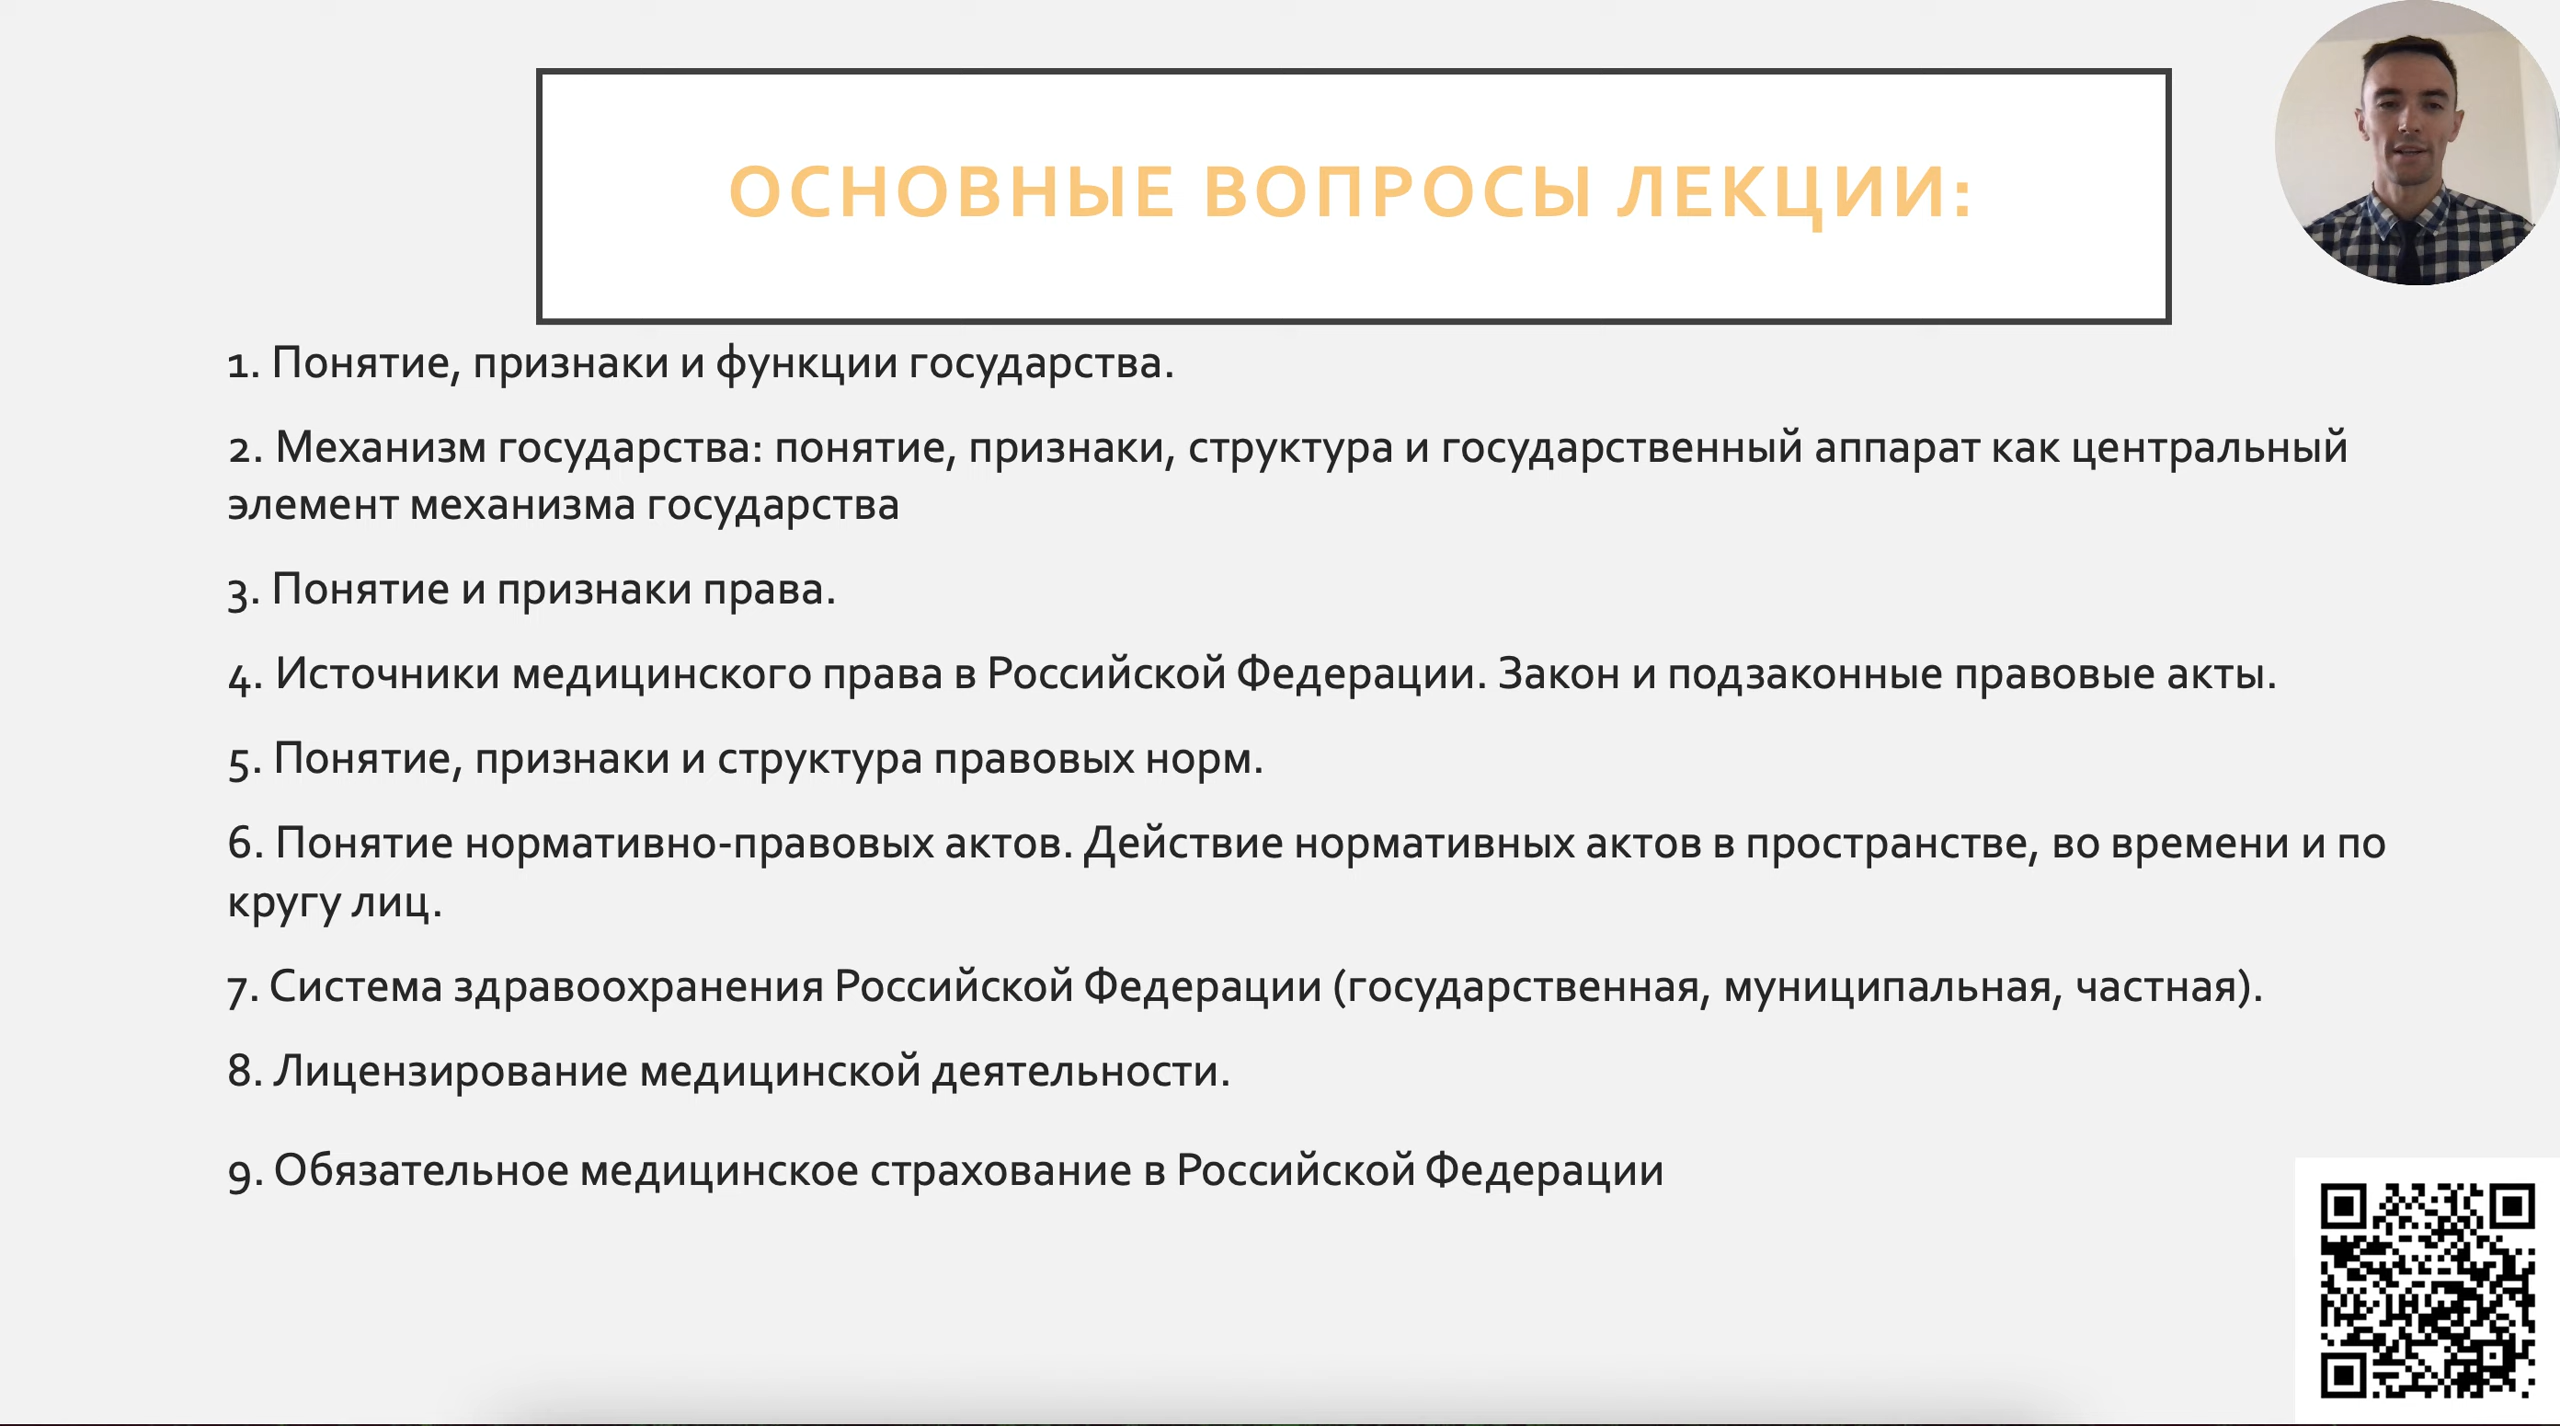 ОСНОВНЫЕ ВОПРОСЫ ЛЕКЦИИ:
1. Понятие, признаки и функции государства.
2. Механизм государства: понятие, признаки, структура и государственный аппарат как центральный
элемент механизма государства
3. Понятие и признаки права.
4. Источники медицинского права в Российской Федерации. Закон и подзаконные правовые акты.
5. Понятие, признаки и структура правовых норм.
6. Понятие нормативно-правовых актов. Действие нормативных актов в пространстве, во времени и по
кругу лиц.
7. Система здравоохранения Российской Федерации (государственная, муниципальная, частная).
8. Лицензирование медицинской деятельности.
9. Обязательное медицинское страхование в Российской Федерации